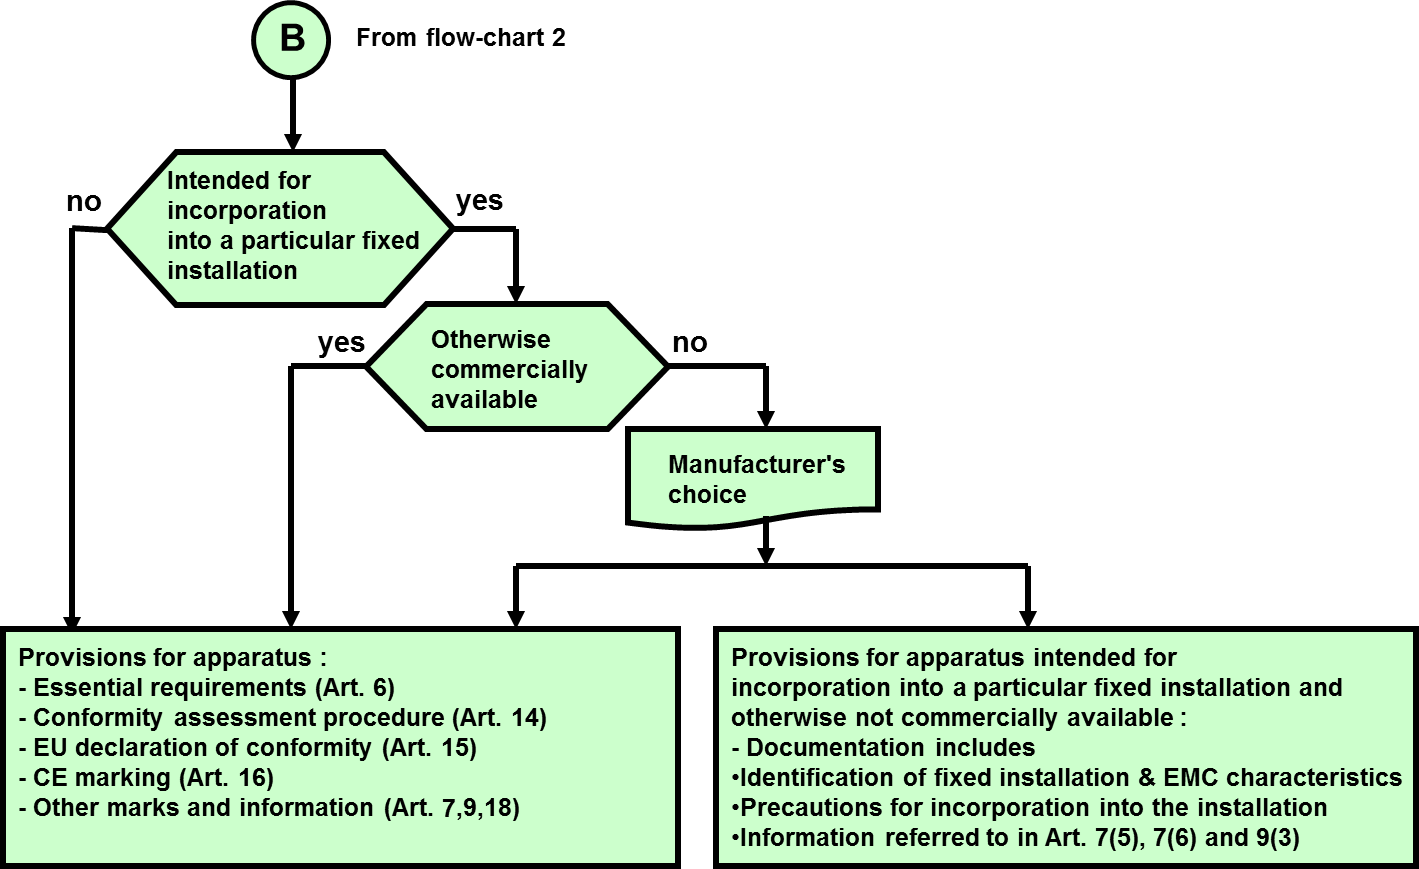 B
From flow-chart 2
Intended for
incorporation
into a particular fixed
installation
no
yes
Otherwise
commercially
available
yes
no
Manufacturer's
choice
Provisions for apparatus :
- Essential requirements (Art. 6)
- Conformity assessment procedure (Art. 14)
- EU declaration of conformity (Art. 15)
- CE marking (Art. 16)
- Other marks and information (Art. 7,9,18)
Provisions for apparatus intended for
incorporation into a particular fixed installation and
otherwise not commercially available :
- Documentation includes
•Identification of fixed installation & EMC characteristics
•Precautions for incorporation into the installation
•Information referred to in Art. 7(5), 7(6) and 9(3)